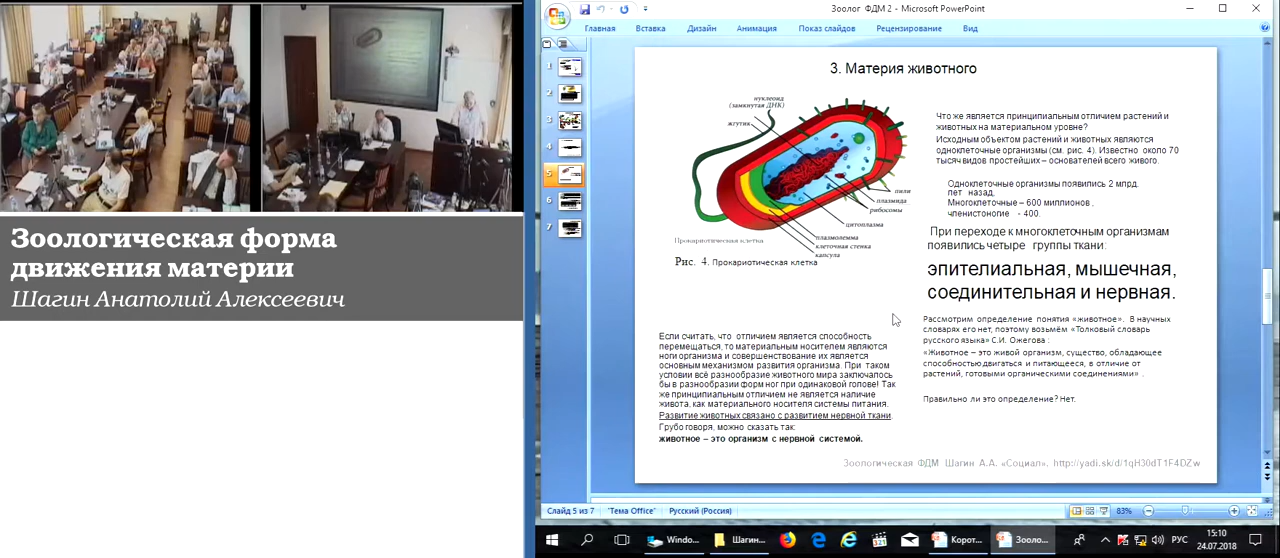 Зоологическая форма
движения материи
Шагин Анатолий Алексеевич
Зоолог ФДМ 2 - Microsoft PowerPoint
Главная
Вставка
Дизайн
Анимация
Показ слайдов
Рецензирование
Вид
1
2
3
4
5
6
7
3. Материя животного
нуклеоид
(замкнутая ДНК)
жгутик
пили
плазмида
рибосомы
цитоплазма
плазмолемма
клеточная стенка
капсула
Прокариотическая клетка
Рис. 4. Прокариотическая клетка
Если считать, что отличием является способность
перемещаться, то материальным носителем являются
ноги организма и совершенствование их является
основным механизмом развития организма. При таком
условии всё разнообразие животного мира заключалось
бы в разнообразии форм ног при одинаковой голове! Так
же принципиальным отличием не является наличие
живота, как материального носителя системы питания.
Развитие животных связано с развитием нервной ткани.
Грубо говоря, можно сказать так:
животное – это организм с нервной системой.
Что же является принципиальным отличием растений и
животных на материальном уровне?
Исходным объектом растений и животных являются
одноклеточные организмы (см. рис. 4). Известно около 70
тысяч видов простейших – основателей всего живого.
Одноклеточные организмы появились 2 млрд.
лет назад,
Многоклеточные – 600 миллионов ,
членистоногие - 400.
При переходе к многоклеточным организмам
появились четыре группы ткани:
эпителиальная, мышечная,
соединительная и нервная.
Рассмотрим определение понятия «животное». В научных
словарях его нет, поэтому возьмём «Толковый словарь
русского языка» С.И. Ожегова :
«Животное – это живой организм, существо, обладающее
способностью двигаться и питающееся, в отличие от
растений, готовыми органическими соединениями» .
Правильно ли это определение? Нет.
Зоологическая ФДМ Шагин А.А. «Социал». http://yadi.sk/d/1qH30dT1F4DZw
Слайд 5 из 7
"Тема Office"
Русский (Россия)
83%
Windo...
Шагин...
Корот...
Зооло...
РУС
15:10
24.07.2018